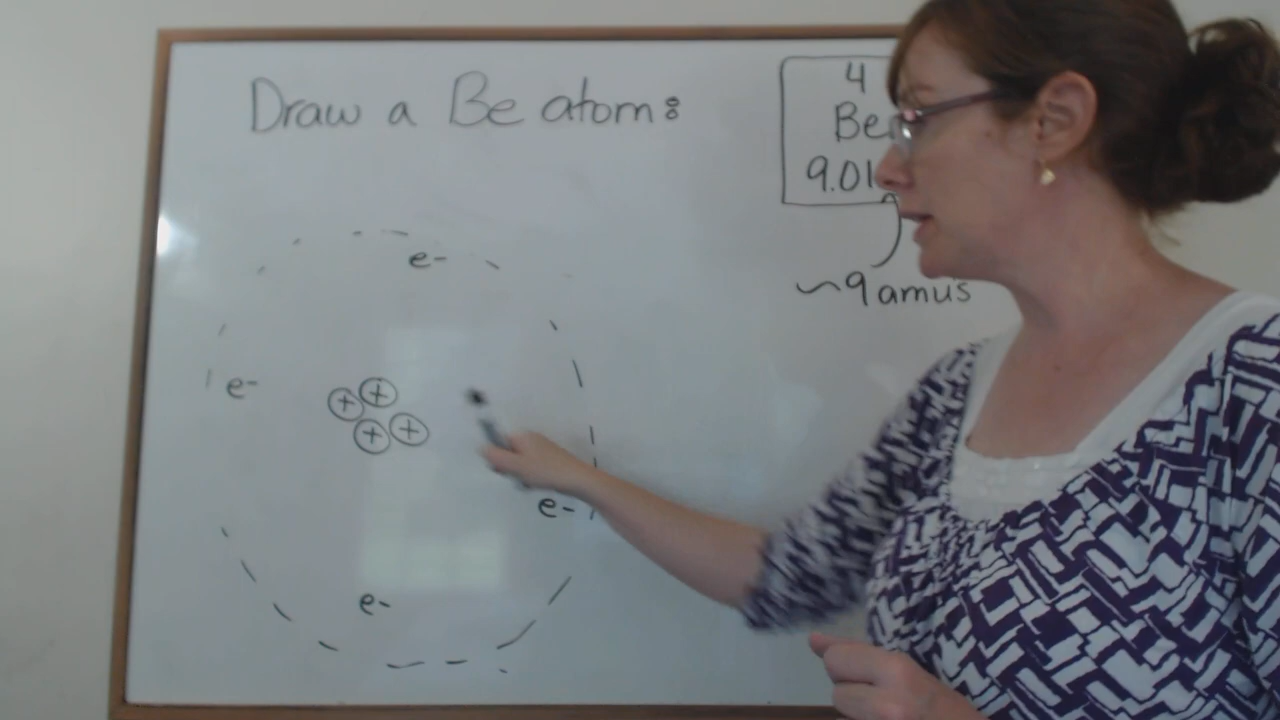 Draw a Be atom:
4
Be
9.01
~9 amus
e-
e-
+ +
+ +
e-
e-